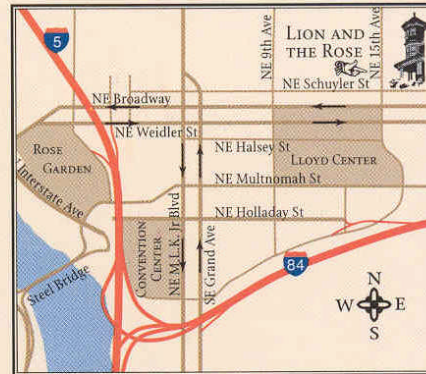 5
NE 9th Ave
LION AND
THE ROSE
NE 15th Ave
NE Schuyler St
NE Broadway
NE Weidler St
NE Halsey St
ROSE
GARDEN
LLOYD CENTER
NE Multnomah St
Interstate Ave
NE Holladay St
CONVENTION
CENTER
NE M.L.K. Jr Blvd
SE Grand Ave
84
Steel Bridge
N
W E
S